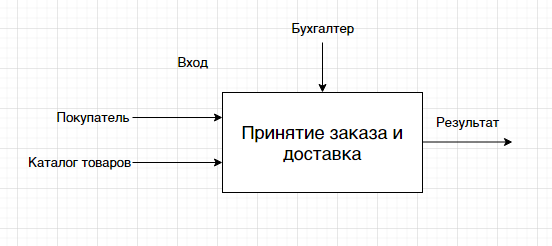 Бухгалтер
Вход
Покупатель
Каталог товаров
Принятие заказа и
доставка
Результат